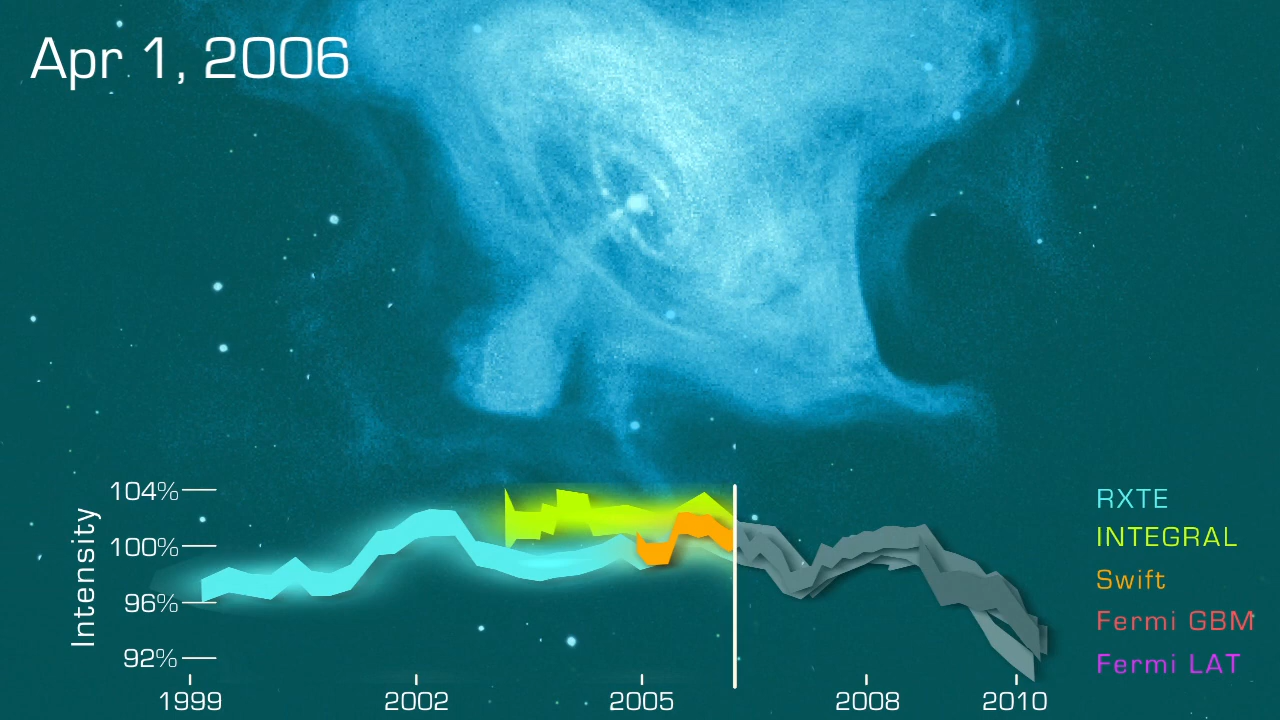 Apr 1, 2006
104%
100%
96%
92%
Intensity
1999
2002
2005
2008
2010
RXTE
INTEGRAL
Swift
Fermi GBM
Fermi LAT